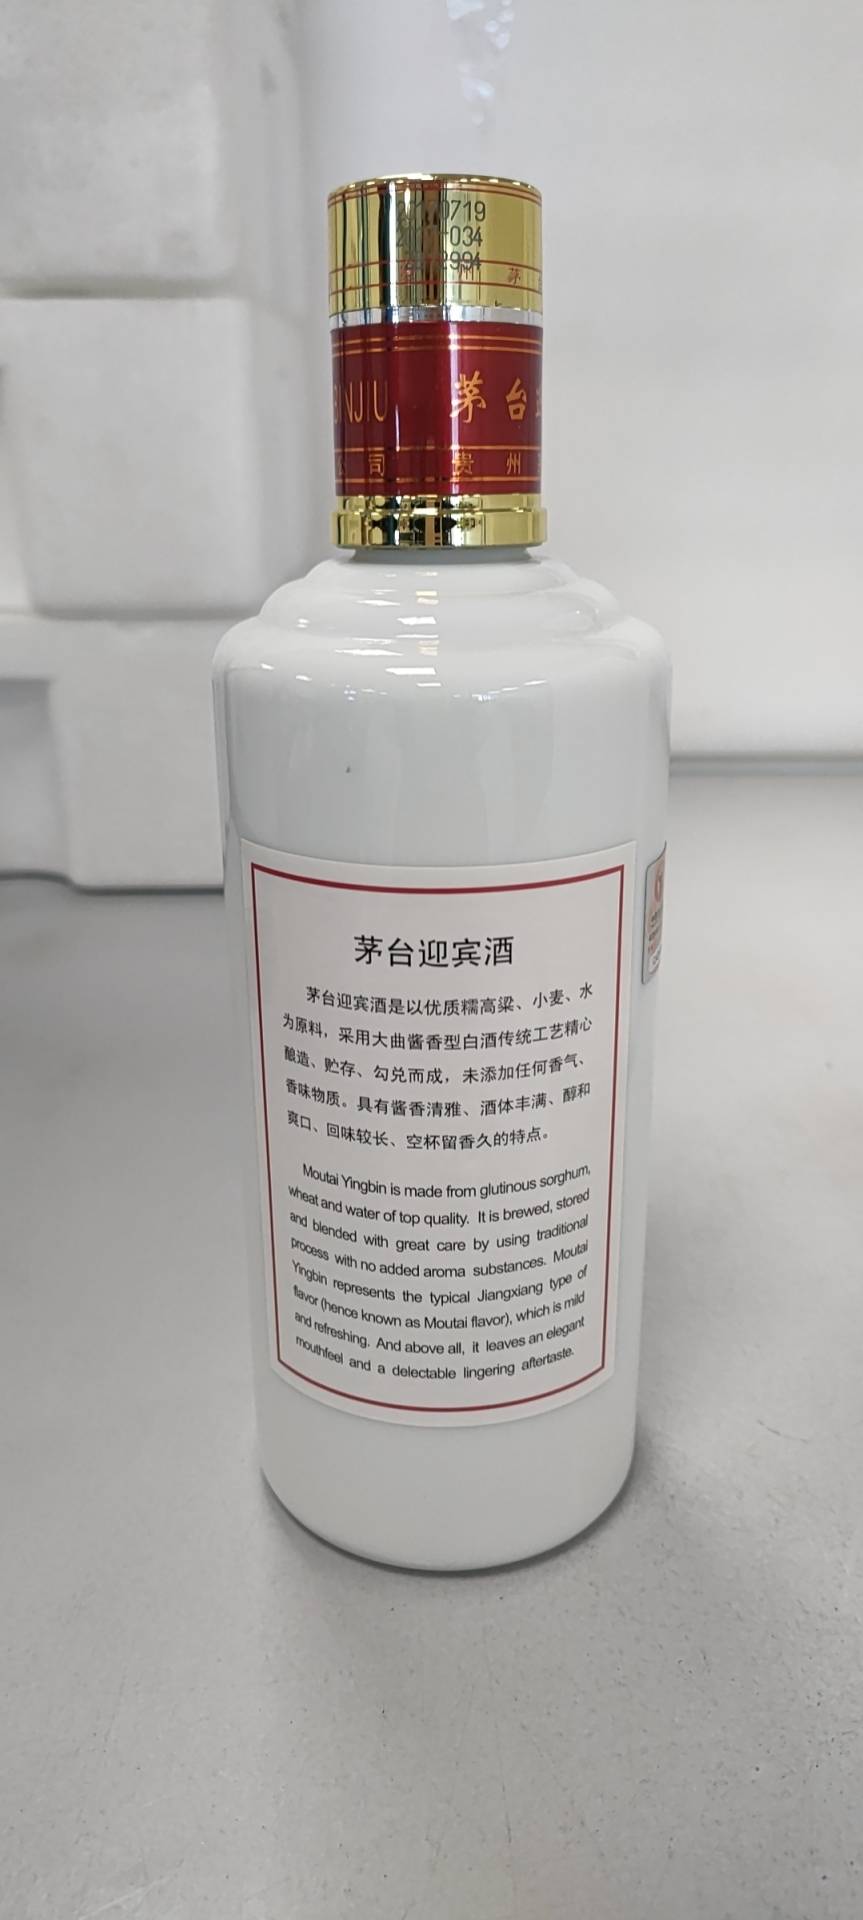 BINJIU 茅台
司 贵州
茅台迎宾酒
茅台迎宾酒是以优质糯高粱、小麦、水
为原料，采用大曲酱香型白酒传统工艺精心
酿造、贮存、勾兑而成，未添加任何香气、
香味物质。具有酱香清雅、酒体丰满、醇和
爽口、回味较长、空杯留香久的特点。
Moutai Yingbin is made from glutinous sorghum,
wheat and water of top quality. It is brewed, stored
and blended with great care by using traditional
process with no added aroma substances. Moutai
Yingbin represents the typical Jiangxiang type of
flavor (hence known as Moutai flavor), which is mild
and refreshing. And above all, it leaves an elegant
mouthfeel and a delectable lingering aftertaste.